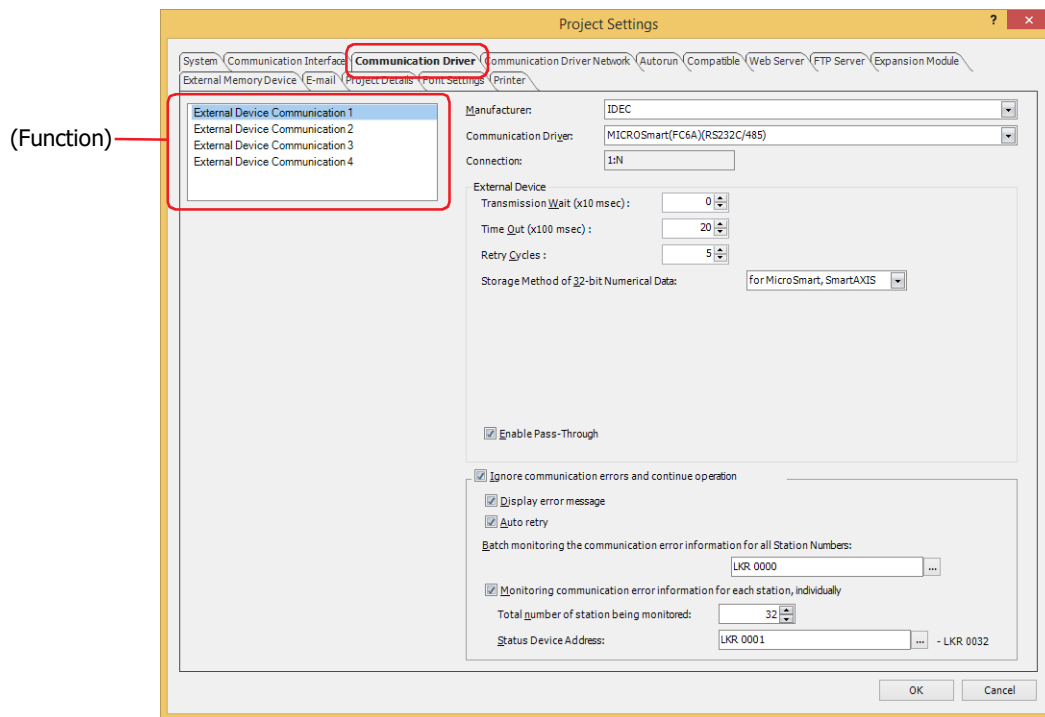 Project Settings
? ×
System Communication Interface Communication Driver Communication Driver Network Autorun Compatible Web Server FTP Server Expansion Module
External Memory Device E-mail Project Details Font Settings Printer
(Function)
External Device Communication 1
External Device Communication 2
External Device Communication 3
External Device Communication 4
Manufacturer: IDEC
Communication Driver: MICROSmart(FC6A)(RS232C/485)
Connection: 1:N
External Device
Transmission Wait (x10 msec) : 0
Time Out (x100 msec) : 20
Retry Cycles : 5
Storage Method of 32-bit Numerical Data: for MicroSmart, SmartAXIS
Enable Pass-Through
Ignore communication errors and continue operation
Display error message
Auto retry
Batch monitoring the communication error information for all Station Numbers:
LKR 0000 ...
Monitoring communication error information for each station, individually
Total number of station being monitored: 32
Status Device Address: LKR 0001 ... - LKR 0032
OK Cancel